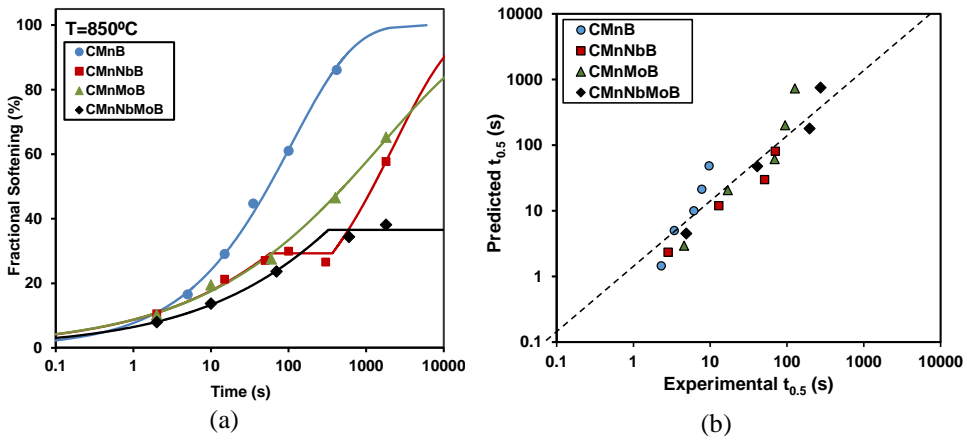 T=850ºC
CMnB
CMnNbB
CMnMoB
CMnNbMoB
Fractional Softening (%)
100
80
60
40
20
0
0.1 1 10 100 1000 10000
Time (s)
(a)
CMnB
CMnNbB
CMnMoB
CMnNbMoB
Predicted t0.5 (s)
10000
1000
100
10
1
0.1
0.1 1 10 100 1000 10000
Experimental t0.5 (s)
(b)